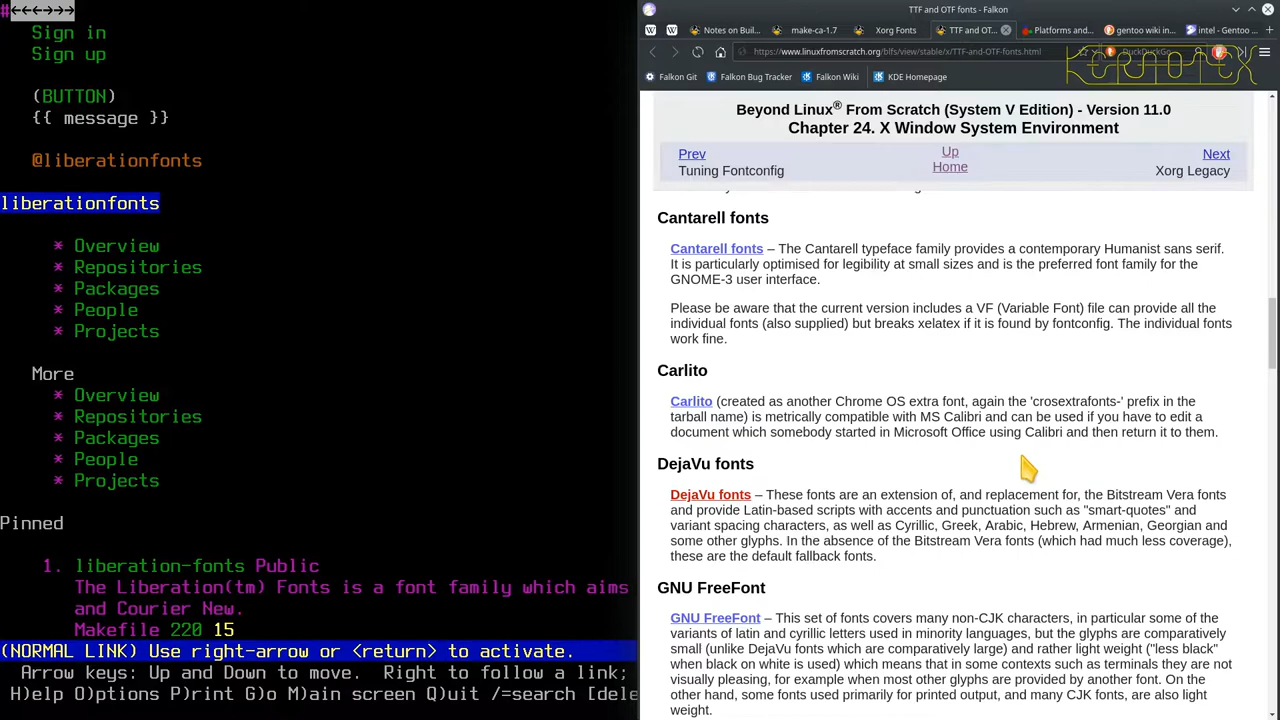 #<--->
Sign in
Sign up
(BUTTON)
{{ message }}
@liberationfonts
liberationfonts
* Overview
* Repositories
* Packages
* People
* Projects
More
* Overview
* Repositories
* Packages
* People
* Projects
Pinned
1. liberation-fonts Public
The Liberation(tm) Fonts is a font family which aims
and Courier New.
Makefile 220 15
(NORMAL LINK) Use right-arrow or <return> to activate.
Arrow keys: Up and Down to move.  Right to follow a link;
H)elp O)ptions P)rint G)o M)ain screen Q)uit /=search [dele
TTF and OTF fonts - Falkon
Notes on Buil...
make-ca-1.7
Xorg Fonts
TTF and OT...
Platforms and...
gentoo wiki in...
intel - Gentoo ...
https://www.linuxfromscratch.org/blfs/view/stable/x/TTF-and-OTF-fonts.html
DuckDuckGo
Falkon Git
Falkon Bug Tracker
Falkon Wiki
KDE Homepage
Beyond Linux® From Scratch (System V Edition) - Version 11.0
Chapter 24. X Window System Environment
Prev Up Next
Tuning Fontconfig Home Xorg Legacy
Cantarell fonts
Cantarell fonts – The Cantarell typeface family provides a contemporary Humanist sans serif.
It is particularly optimised for legibility at small sizes and is the preferred font family for the
GNOME-3 user interface.
Please be aware that the current version includes a VF (Variable Font) file can provide all the
individual fonts (also supplied) but breaks xelatex if it is found by fontconfig. The individual fonts
work fine.
Carlito
Carlito (created as another Chrome OS extra font, again the 'crosextrafonts-' prefix in the
tarball name) is metically compatible with MS Calibri and can be used if you have to edit a
document which somebody started in Microsoft Office using Calibri and then return it to them.
DejaVu fonts
DejaVu fonts – These fonts are an extension of, and replacement for, the Bitstream Vera fonts
and provide Latin-based scripts with accents and punctuation such as "smart-quotes" and
variant spacing characters, as well as Cyrillic, Greek, Arabic, Hebrew, Armenian, Georgian and
some other glyphs. In the absence of the Bitstream Vera fonts (which had much less coverage),
these are the default fallback fonts.
GNU FreeFont
GNU FreeFont – This set of fonts covers many non-CJK characters, in particular some of the
variants of latin and cyrillic letters used in minority languages, but the glyphs are comparatively
small (unlike DejaVu fonts which are comparatively large) and rather light weight ("less black"
when black on white is used) which means that in some contexts such as terminals they are not
visually pleasing, for example when most other glyphs are provided by another font. On the
other hand, some fonts used primarily for printed output, and many CJK fonts, are also light
weight.